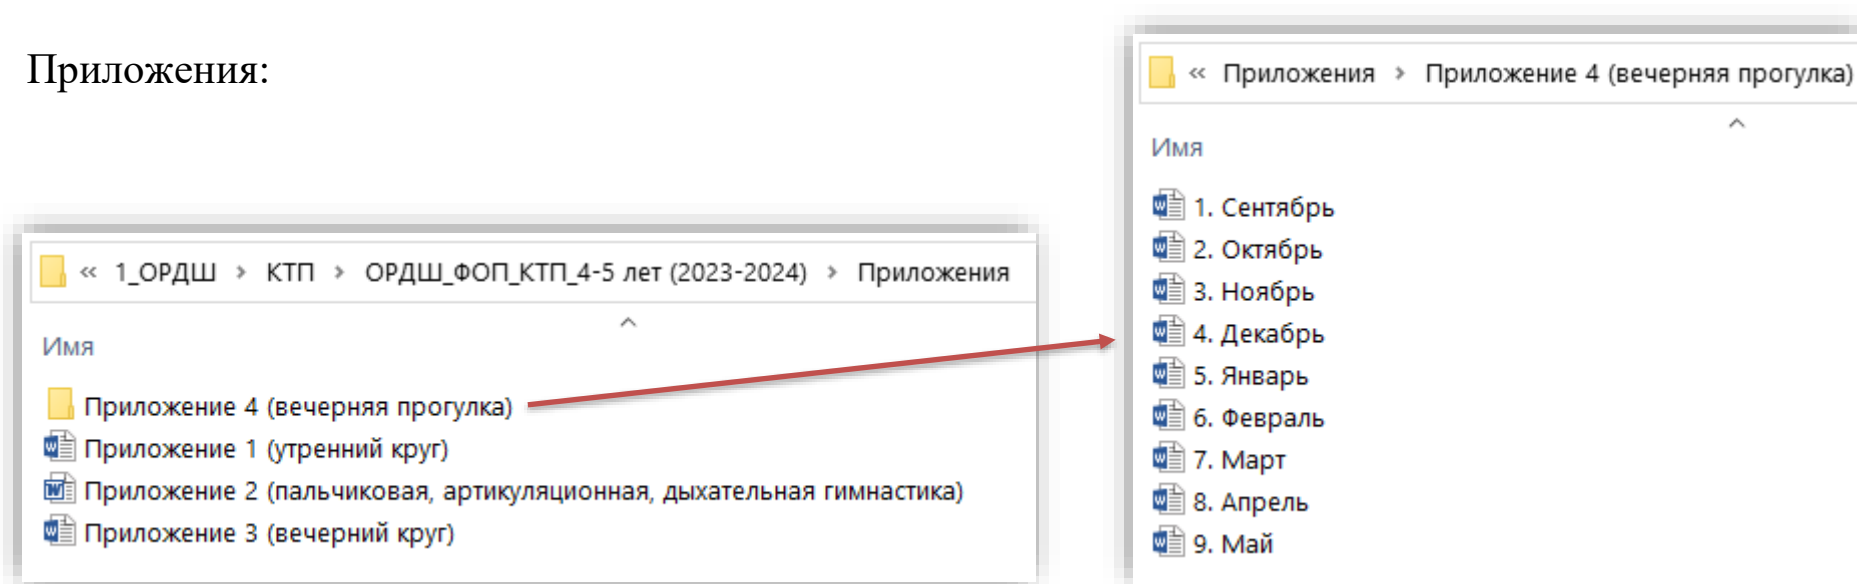 Приложения:
« 1_ОРДШ › КТП › ОРДШ_ФОП_КТП_4-5 лет (2023-2024) › Приложения
Имя
Приложение 4 (вечерняя прогулка)
Приложение 1 (утренний круг)
Приложение 2 (пальчиковая, артикуляционная, дыхательная гимнастика)
Приложение 3 (вечерний круг)
« Приложения › Приложение 4 (вечерняя прогулка)
Имя
1. Сентябрь
2. Октябрь
3. Ноябрь
4. Декабрь
5. Январь
6. Февраль
7. Март
8. Апрель
9. Май